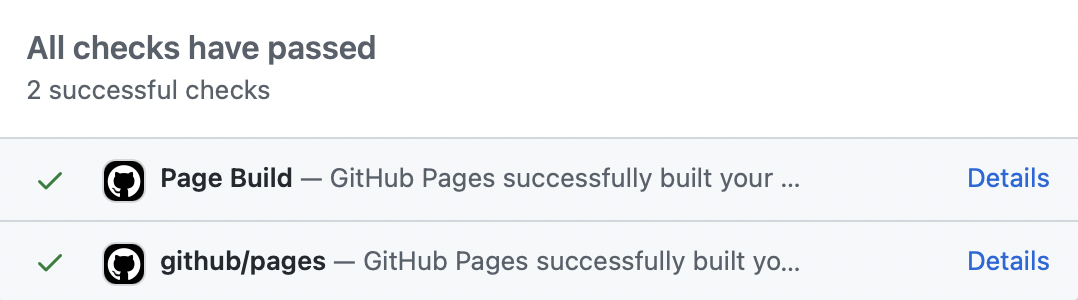 All checks have passed
2 successful checks
Page Build — GitHub Pages successfully built your ... Details
github/pages — GitHub Pages successfully built yo... Details